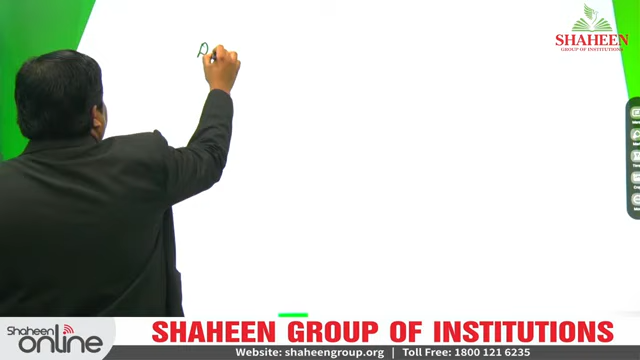 SHAHEEN
GROUP OF INSTITUTIONS
Shaheen
online
SHAHEEN GROUP OF INSTITUTIONS
Website: shaheengroup.org | Toll Free: 1800 121 6235